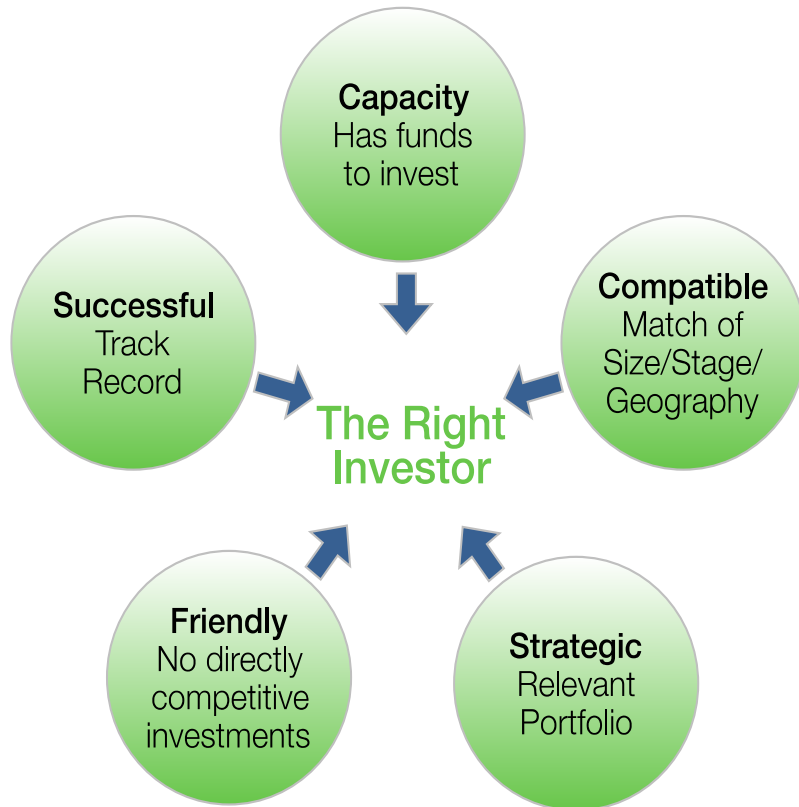 Capacity
Has funds
to invest
Compatible
Match of
Size/Stage/
Geography
Strategic
Relevant
Portfolio
Friendly
No directly
competitive
investments
Successful
Track
Record
The Right
Investor